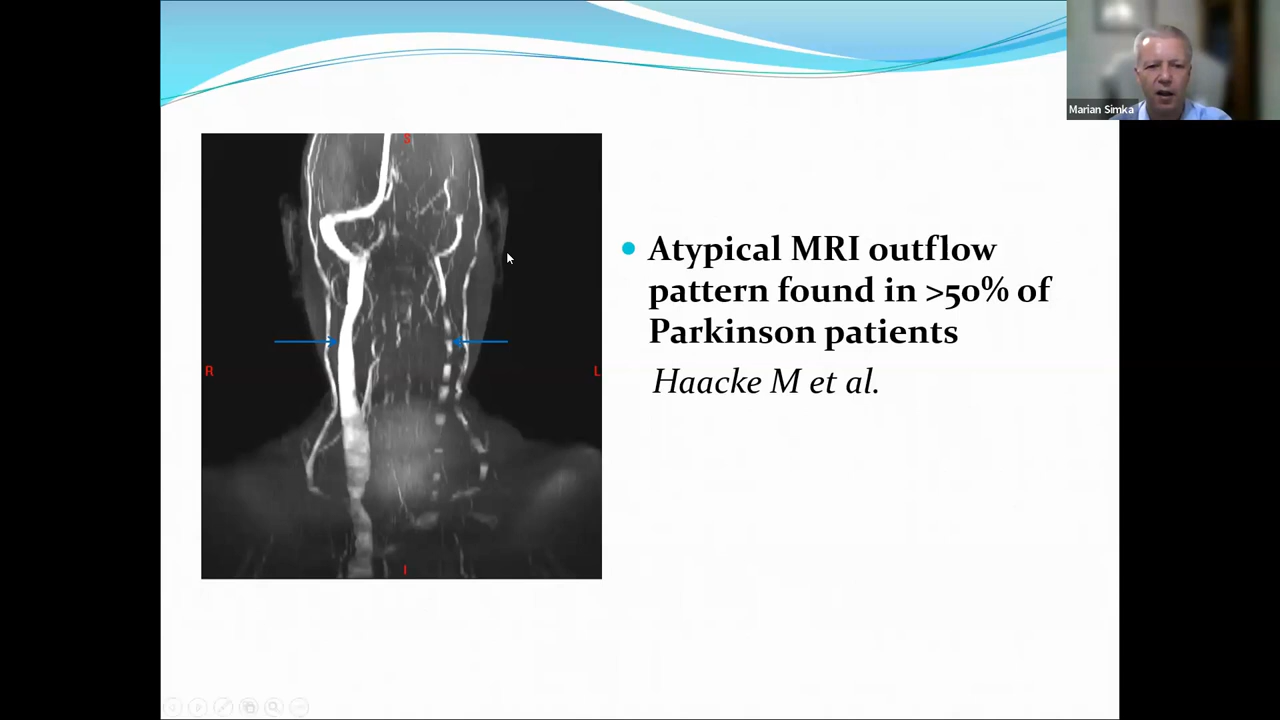 Marian Simka
S
R
L
I
Atypical MRI outflow
pattern found in >50% of
Parkinson patients
Haacke M et al.